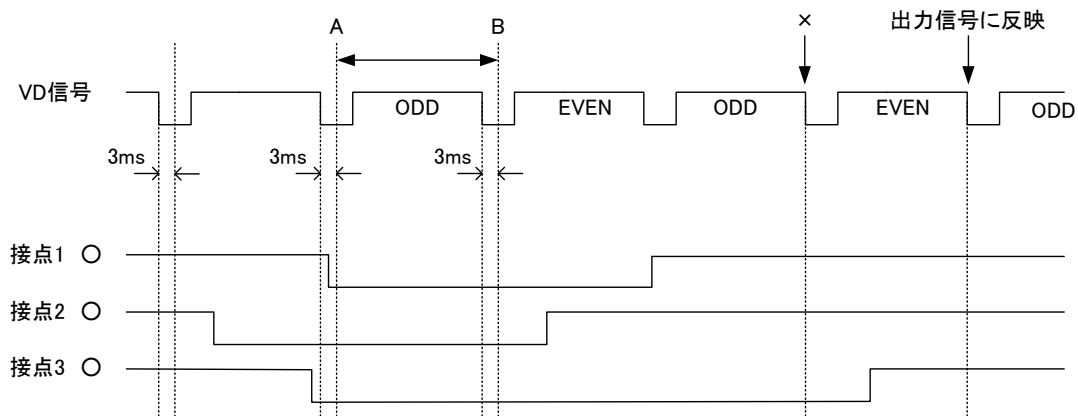 A
B
×
出力信号に反映
VD信号
ODD
EVEN
ODD
EVEN
ODD
3ms
3ms
3ms
接点1 ○
接点2 ○
接点3 ○